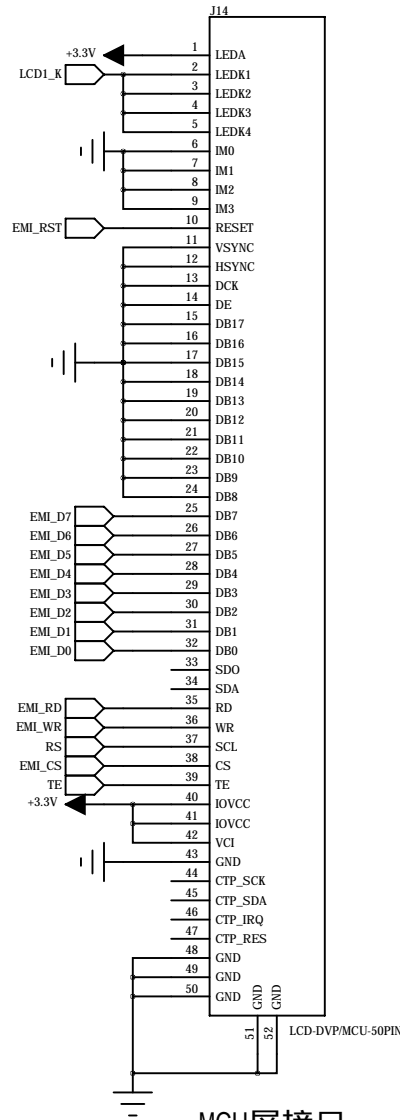 J14
+3.3V 1 LEDA
LCD1_K 2 LEDK1
3 LEDK2
4 LEDK3
5 LEDK4
6 IM0
7 IM1
8 IM2
9 IM3
EMI_RST 10 RESET
11 VSYNC
12 HSYNC
13 DCK
14 DE
15 DB17
16 DB16
17 DB15
18 DB14
19 DB13
20 DB12
21 DB11
22 DB10
23 DB9
24 DB8
EMI_D7 25 DB7
EMI_D6 26 DB6
EMI_D5 27 DB5
EMI_D4 28 DB4
EMI_D3 29 DB3
EMI_D2 30 DB2
EMI_D1 31 DB1
EMI_D0 32 DB0
33 SDO
34 SDA
EMI_RD 35 RD
EMI_WR 36 WR
RS 37 SCL
EMI_CS 38 CS
TE 39 TE
+3.3V 40 IOVCC
41 IOVCC
42 VCI
43 GND
44 CTP_SCK
45 CTP_SDA
46 CTP_IRQ
47 CTP_RES
48 GND
49 GND
50 GND
GND GND
51 52
LCD-DVP/MCU-50PIN
MCU屏接口